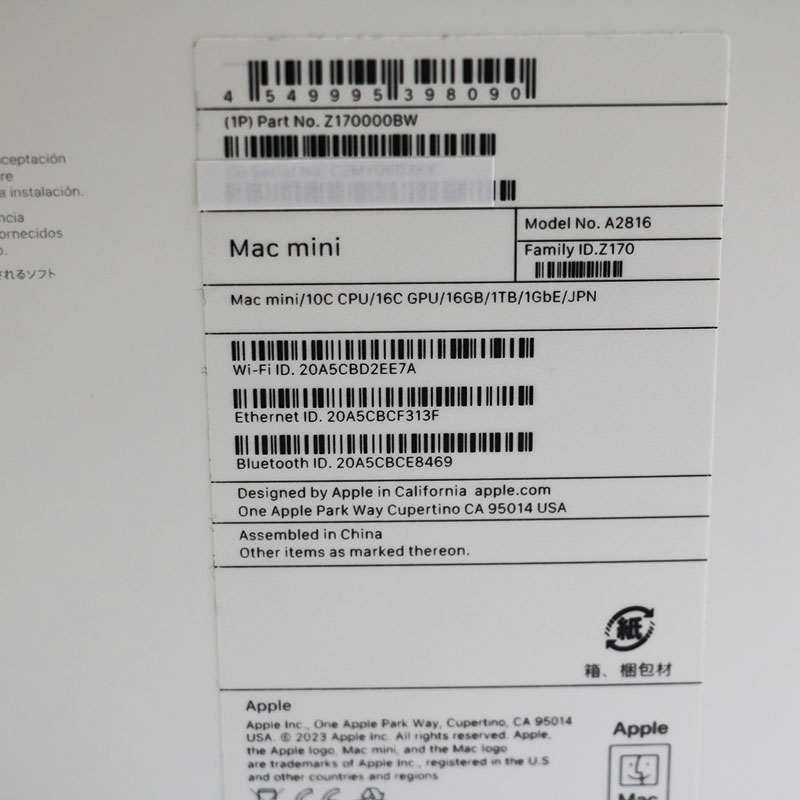 ceptación
re
a instalación.
ncia
ornecidos
o.
されるソフト
4 549995 398090
(1P) Part No. Z170000BW
(S) Serial No.
Mac mini
Model No. A2816
Family ID.Z170
Mac mini/10C CPU/16C GPU/16GB/1TB/1GbE/JPN
Wi-Fi ID. 20A5CBD2EE7A
Ethernet ID. 20A5CBCF313F
Bluetooth ID. 20A5CBCE8469
Designed by Apple in California apple.com
One Apple Park Way Cupertino CA 95014 USA
Assembled in China
Other items as marked thereon.
紙
箱、梱包材
Apple
Apple Inc., One Apple Park Way, Cupertino, CA 95014
USA. © 2023 Apple Inc. All rights reserved. Apple,
the Apple logo, Mac mini, and the Mac logo
are trademarks of Apple Inc., registered in the U.S
and other countries and regions
Apple
Mac